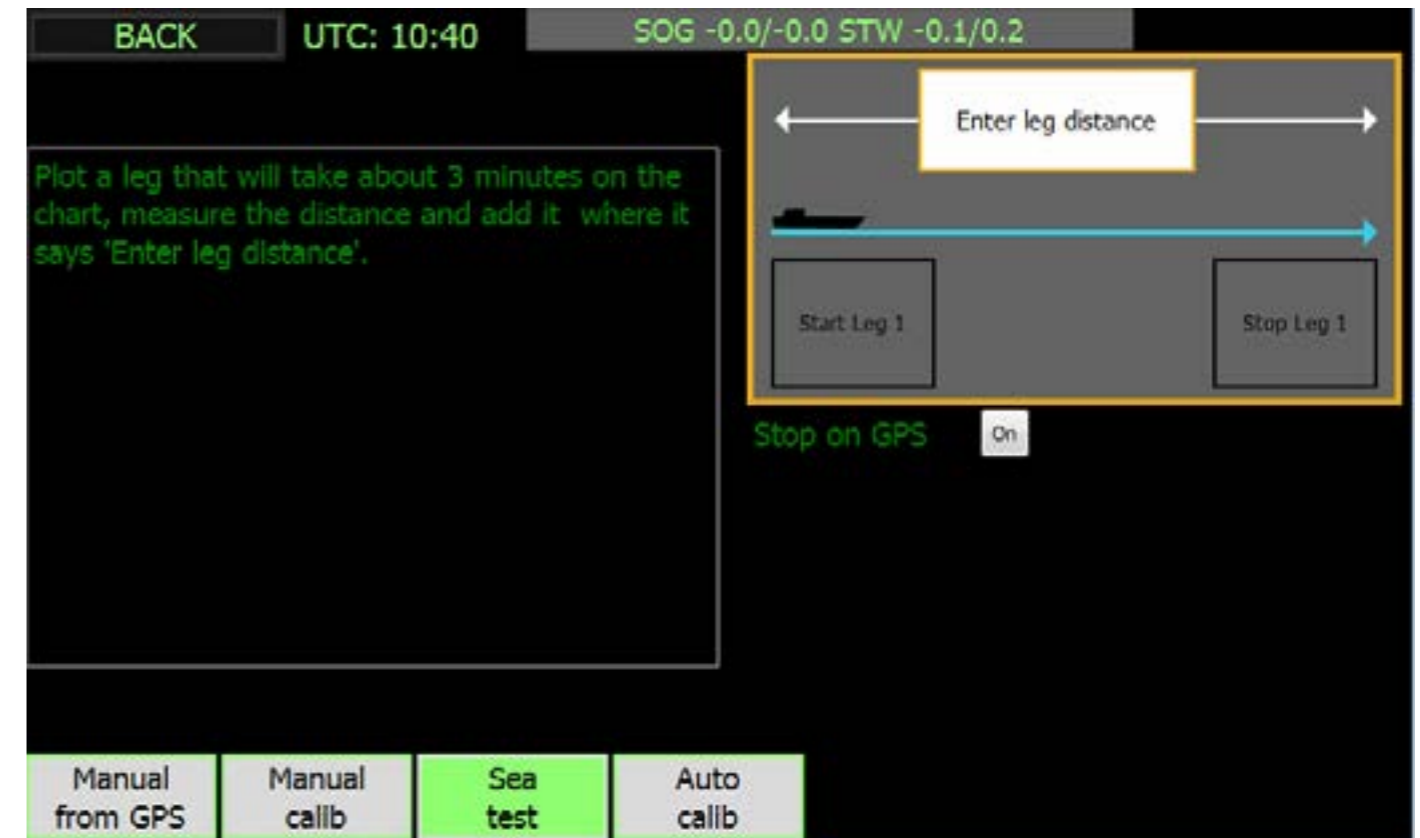 BACK
UTC: 10:40
SOG -0.0/-0.0 STW -0.1/0.2
Plot a leg that will take about 3 minutes on the
chart, measure the distance and add it where it
says 'Enter leg distance'.
Enter leg distance
Start Leg 1
Stop Leg 1
Stop on GPS
On
Manual
from GPS
Manual
calib
Sea
test
Auto
calib